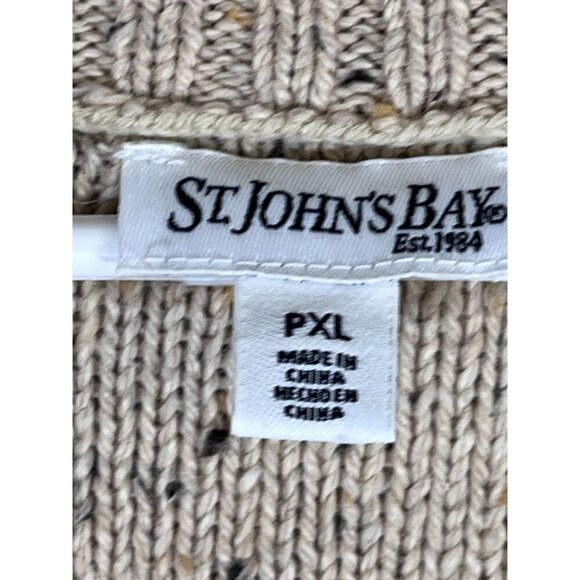 ST. JOHN'S BAY®
Est. 1984
PXL
MADE IN
CHINA
HECHO EN
CHINA